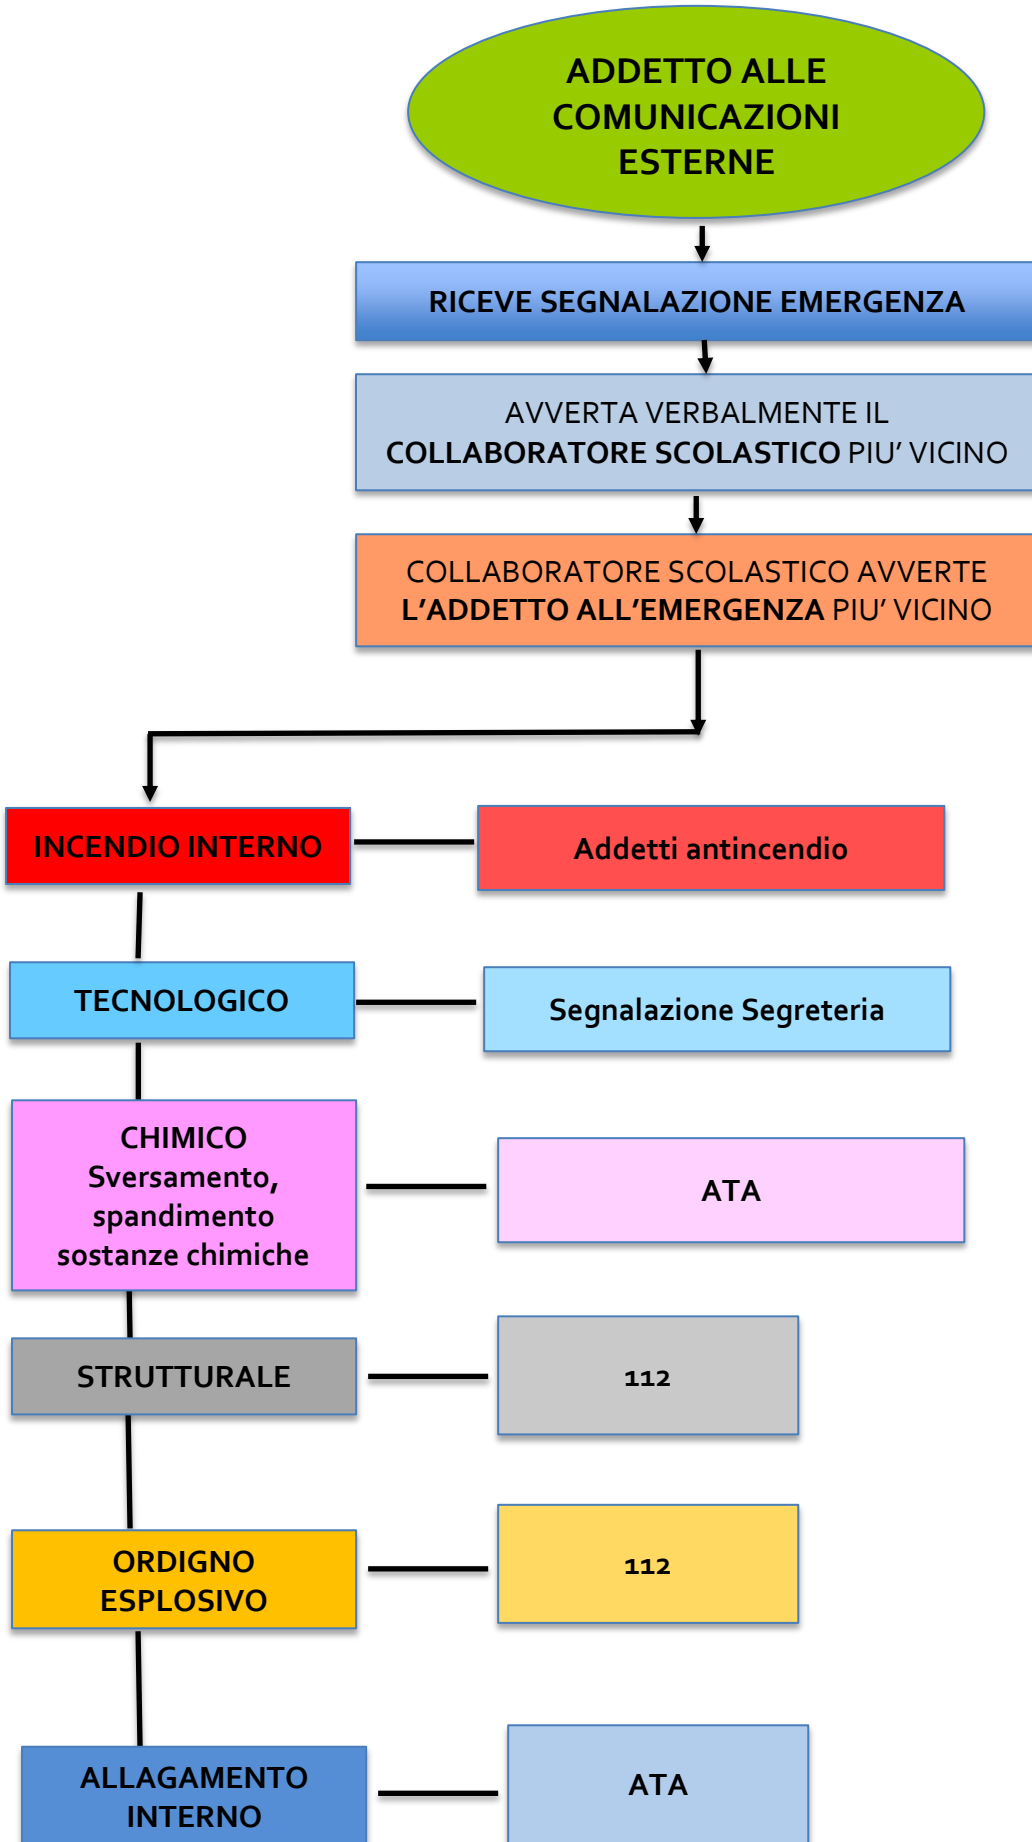 ADDETTO ALLE
COMUNICAZIONI
ESTERNE
RICEVE SEGNALAZIONE EMERGENZA
AVVERTA VERBALMENTE IL
COLLABORATORE SCOLASTICO PIU' VICINO
COLLABORATORE SCOLASTICO AVVERTE
L'ADDETTO ALL'EMERGENZA PIU' VICINO
INCENDIO INTERNO
Addetti antincendio
TECNOLOGICO
Segnalazione Segreteria
CHIMICO
Sversamento,
spandimento
sostanze chimiche
ATA
STRUTTURALE
112
ORDIGNO
ESPLOSIVO
112
ALLAGAMENTO
INTERNO
ATA